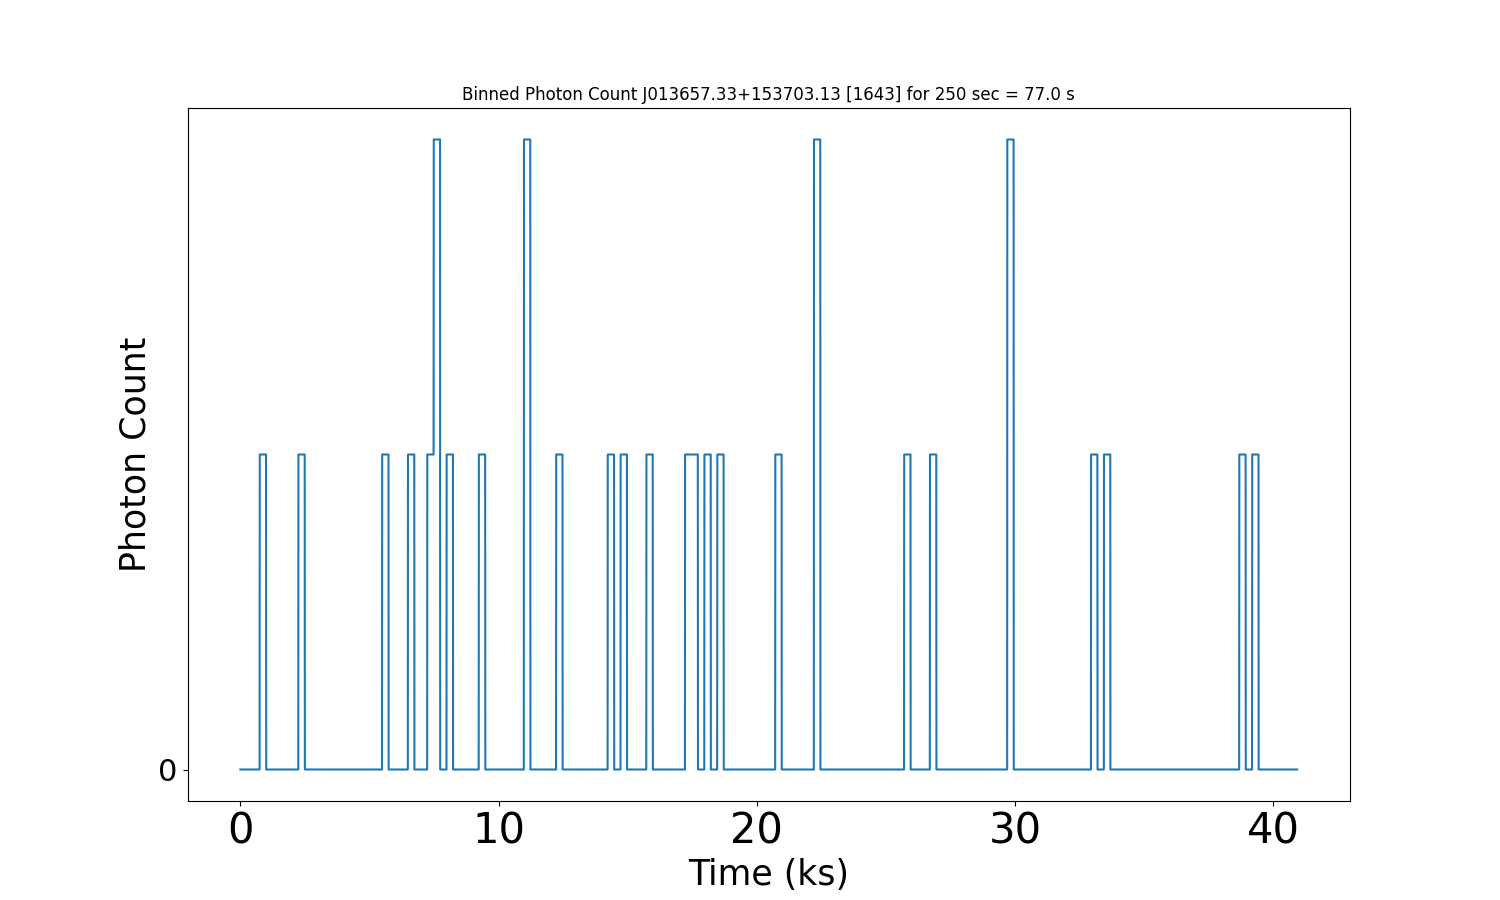 Binned Photon Count J013657.33+153703.13 [1643] for 250 sec = 77.0 s
Photon Count
0
0 10 20 30 40
Time (ks)